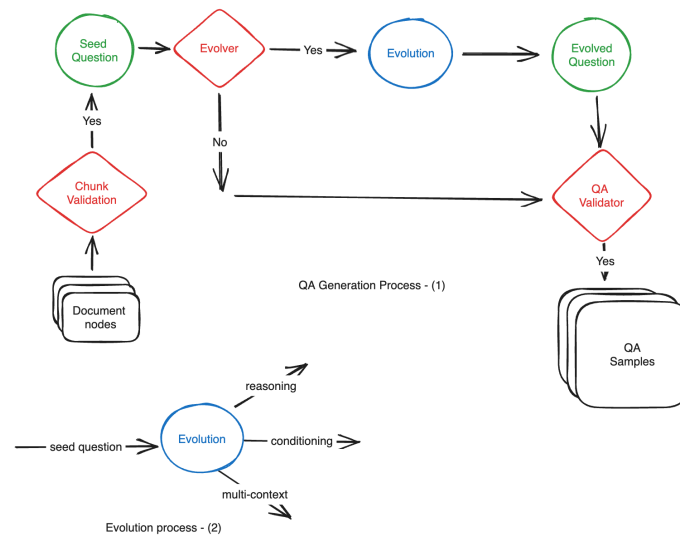 Seed
Question
Evolver
Yes
Evolution
Evolved
Question
Yes
No
Chunk
Validation
QA
Validator
Yes
Document
nodes
QA Generation Process - (1)
QA
Samples
reasoning
seed question
Evolution
conditioning
multi-context
Evolution process - (2)